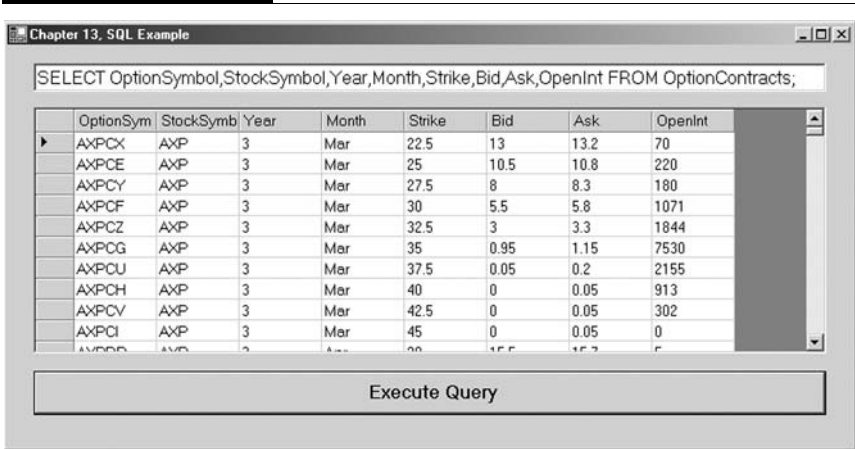 Chapter 13, SQL Example
SELECT OptionSymbol,StockSymbol,Year,Month,Strike,Bid,Ask,OpenInt FROM OptionContracts;
OptionSym StockSymb Year Month Strike Bid Ask OpenInt
AXPCX AXP 3 Mar 22.5 13 13.2 70
AXPCE AXP 3 Mar 25 10.5 10.8 220
AXPCY AXP 3 Mar 27.5 8 8.3 180
AXPCF AXP 3 Mar 30 5.5 5.8 1071
AXPCZ AXP 3 Mar 32.5 3 3.3 1844
AXPCG AXP 3 Mar 35 0.95 1.15 7530
AXPCU AXP 3 Mar 37.5 0.05 0.2 2155
AXPCH AXP 3 Mar 40 0 0.05 913
AXPCV AXP 3 Mar 42.5 0 0.05 302
AXPCI AXP 3 Mar 45 0 0.05 0
Execute Query